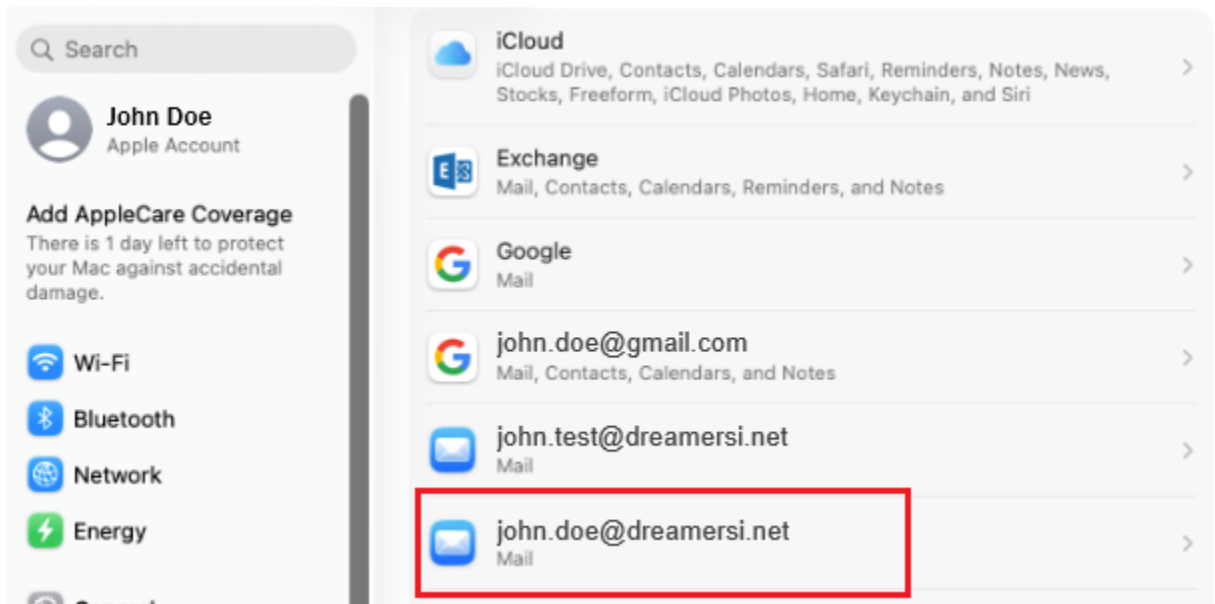 Search
John Doe
Apple Account
Add AppleCare Coverage
There is 1 day left to protect
your Mac against accidental
damage.
Wi-Fi
Bluetooth
Network
Energy
iCloud
iCloud Drive, Contacts, Calendars, Safari, Reminders, Notes, News,
Stocks, Freeform, iCloud Photos, Home, Keychain, and Siri
Exchange
Mail, Contacts, Calendars, Reminders, and Notes
Google
Mail
john.doe@gmail.com
Mail, Contacts, Calendars, and Notes
john.test@dreamersi.net
Mail
john.doe@dreamersi.net
Mail